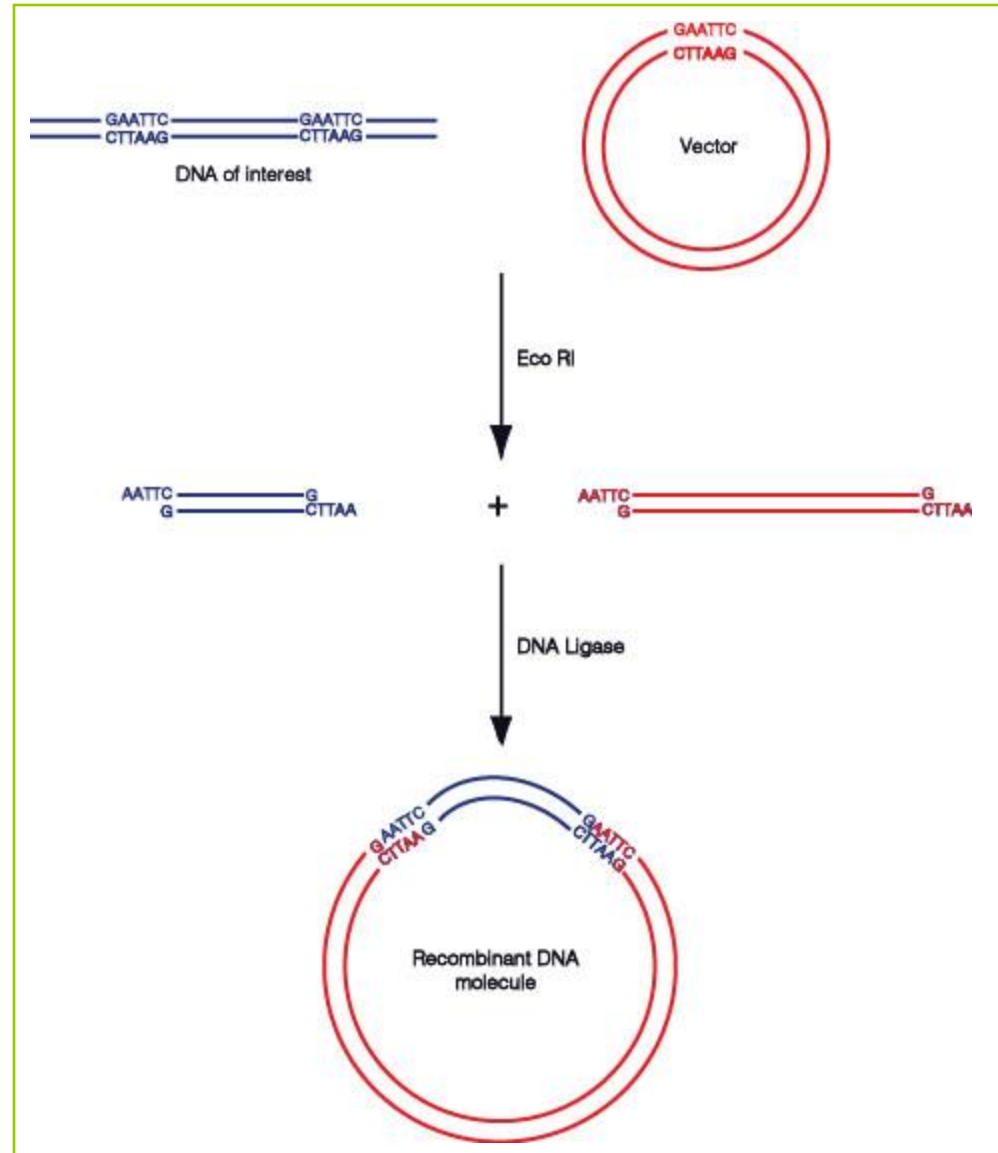 GAATTC
CTTAAG
GAATTC GAATTC
CTTAAG CTTAAG
DNA of interest
Vector
Eco RI
AATTC G
G CTTAA
+
AATTC G
G CTTAA
DNA Ligase
GAATTC
CTTAAG
GAATTC
CTTAAG
Recombinant DNA
molecule